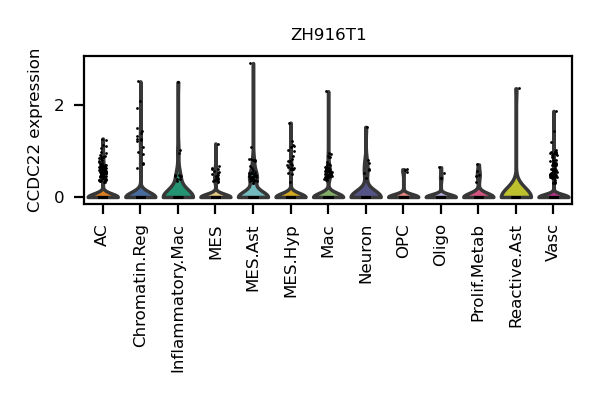 ZH916T1
CCDC22 expression
2
0
AC
Chromatin.Reg
Inflammatory.Mac
MES
MES.Ast
MES.Hyp
Mac
Neuron
OPC
Oligo
Prolif.Metab
Reactive.Ast
Vasc